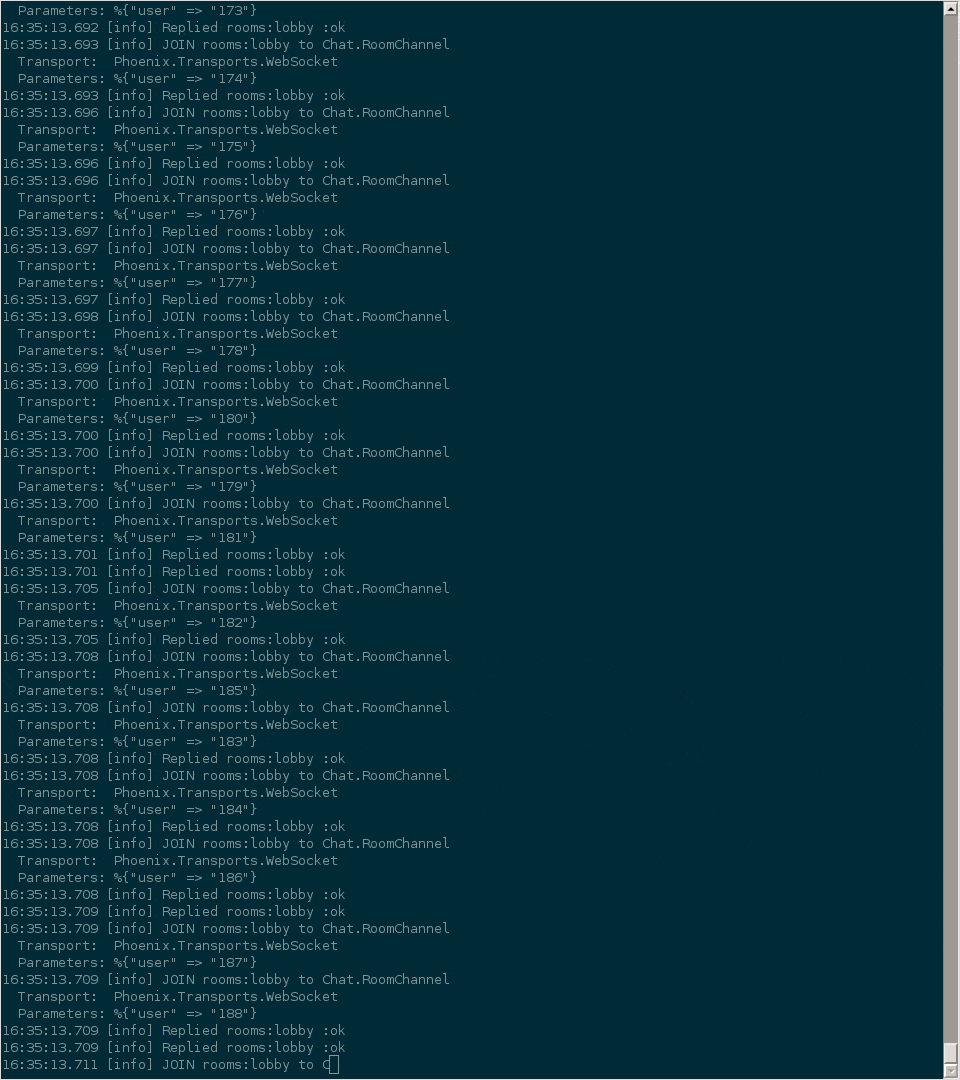 Parameters: %{"user" => "173"}
16:35:13.692 [info] Replied rooms:lobby :ok
16:35:13.693 [info] JOIN rooms:lobby to Chat.RoomChannel
  Transport:  Phoenix.Transports.WebSocket
  Parameters: %{"user" => "174"}
16:35:13.693 [info] Replied rooms:lobby :ok
16:35:13.696 [info] JOIN rooms:lobby to Chat.RoomChannel
  Transport:  Phoenix.Transports.WebSocket
  Parameters: %{"user" => "175"}
16:35:13.696 [info] Replied rooms:lobby :ok
16:35:13.696 [info] JOIN rooms:lobby to Chat.RoomChannel
  Transport:  Phoenix.Transports.WebSocket
  Parameters: %{"user" => "176"}
16:35:13.697 [info] Replied rooms:lobby :ok
16:35:13.697 [info] JOIN rooms:lobby to Chat.RoomChannel
  Transport:  Phoenix.Transports.WebSocket
  Parameters: %{"user" => "177"}
16:35:13.697 [info] Replied rooms:lobby :ok
16:35:13.698 [info] JOIN rooms:lobby to Chat.RoomChannel
  Transport:  Phoenix.Transports.WebSocket
  Parameters: %{"user" => "178"}
16:35:13.699 [info] Replied rooms:lobby :ok
16:35:13.700 [info] JOIN rooms:lobby to Chat.RoomChannel
  Transport:  Phoenix.Transports.WebSocket
  Parameters: %{"user" => "180"}
16:35:13.700 [info] Replied rooms:lobby :ok
16:35:13.700 [info] JOIN rooms:lobby to Chat.RoomChannel
  Transport:  Phoenix.Transports.WebSocket
  Parameters: %{"user" => "179"}
16:35:13.700 [info] JOIN rooms:lobby to Chat.RoomChannel
  Transport:  Phoenix.Transports.WebSocket
  Parameters: %{"user" => "181"}
16:35:13.701 [info] Replied rooms:lobby :ok
16:35:13.701 [info] Replied rooms:lobby :ok
16:35:13.705 [info] JOIN rooms:lobby to Chat.RoomChannel
  Transport:  Phoenix.Transports.WebSocket
  Parameters: %{"user" => "182"}
16:35:13.705 [info] Replied rooms:lobby :ok
16:35:13.708 [info] JOIN rooms:lobby to Chat.RoomChannel
  Transport:  Phoenix.Transports.WebSocket
  Parameters: %{"user" => "185"}
16:35:13.708 [info] JOIN rooms:lobby to Chat.RoomChannel
  Transport:  Phoenix.Transports.WebSocket
  Parameters: %{"user" => "183"}
16:35:13.708 [info] Replied rooms:lobby :ok
16:35:13.708 [info] JOIN rooms:lobby to Chat.RoomChannel
  Transport:  Phoenix.Transports.WebSocket
  Parameters: %{"user" => "184"}
16:35:13.708 [info] Replied rooms:lobby :ok
16:35:13.708 [info] JOIN rooms:lobby to Chat.RoomChannel
  Transport:  Phoenix.Transports.WebSocket
  Parameters: %{"user" => "186"}
16:35:13.708 [info] Replied rooms:lobby :ok
16:35:13.709 [info] Replied rooms:lobby :ok
16:35:13.709 [info] JOIN rooms:lobby to Chat.RoomChannel
  Transport:  Phoenix.Transports.WebSocket
  Parameters: %{"user" => "187"}
16:35:13.709 [info] JOIN rooms:lobby to Chat.RoomChannel
  Transport:  Phoenix.Transports.WebSocket
  Parameters: %{"user" => "188"}
16:35:13.709 [info] Replied rooms:lobby :ok
16:35:13.709 [info] Replied rooms:lobby :ok
16:35:13.711 [info] JOIN rooms:lobby to C